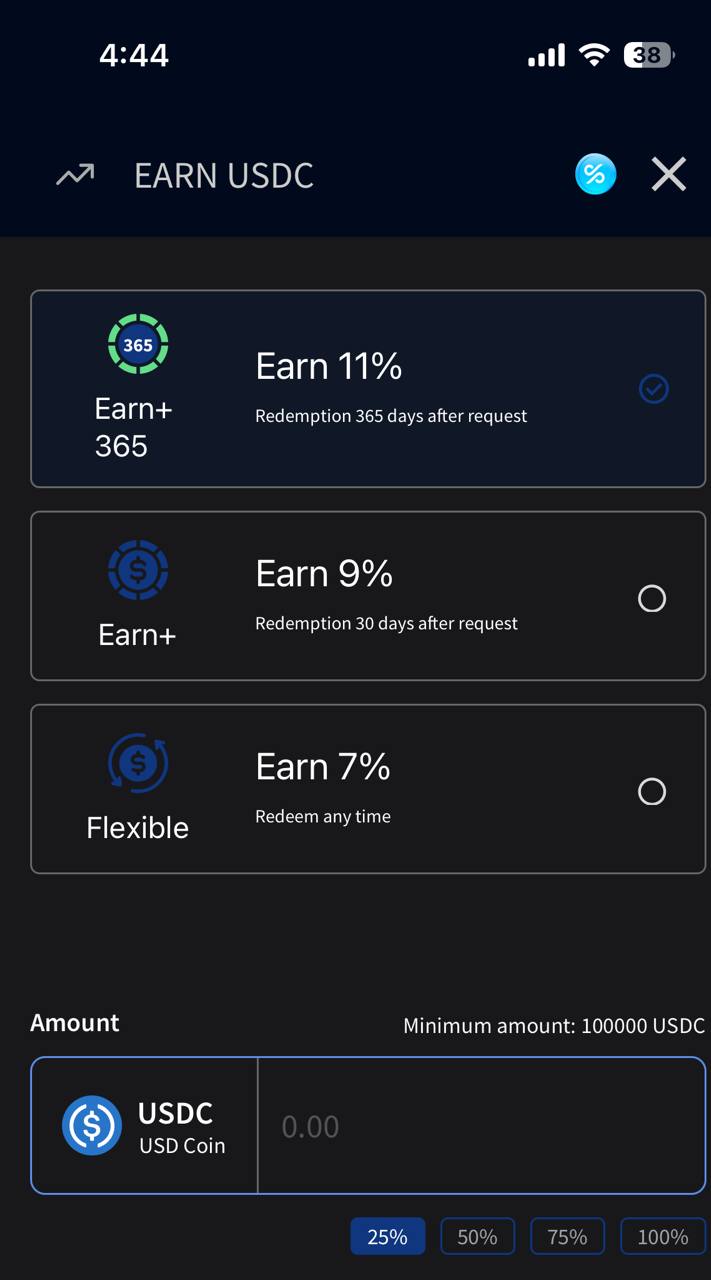 4:44
38
EARN USDC
365
Earn+
365
Earn 11%
Redemption 365 days after request
Earn+
Earn 9%
Redemption 30 days after request
Flexible
Earn 7%
Redeem any time
Amount
Minimum amount: 100000 USDC
USDC
USD Coin
0.00
25%
50%
75%
100%